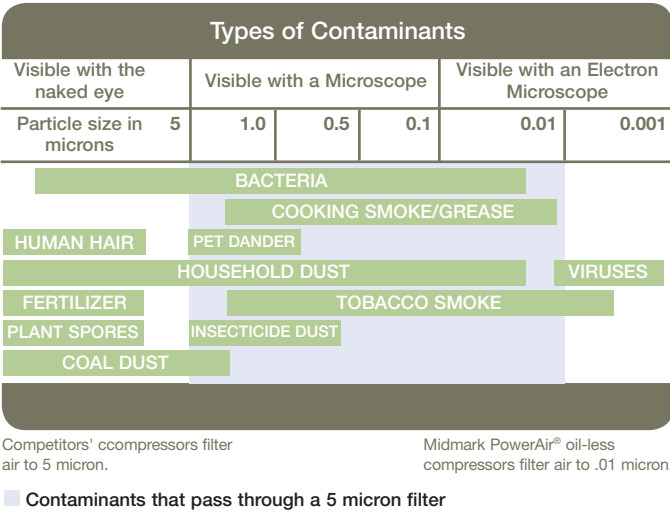 Types of Contaminants
Visible with the
naked eye
Visible with a Microscope
Visible with an Electron
Microscope
Particle size in
microns
5
1.0
0.5
0.1
0.01
0.001
BACTERIA
COOKING SMOKE/GREASE
HUMAN HAIR
PET DANDER
HOUSEHOLD DUST
VIRUSES
FERTILIZER
TOBACCO SMOKE
PLANT SPORES
INSECTICIDE DUST
COAL DUST
Competitors' ccompressors filter
air to 5 micron.
Midmark PowerAir® oil-less
compressors filter air to .01 micron
Contaminants that pass through a 5 micron filter